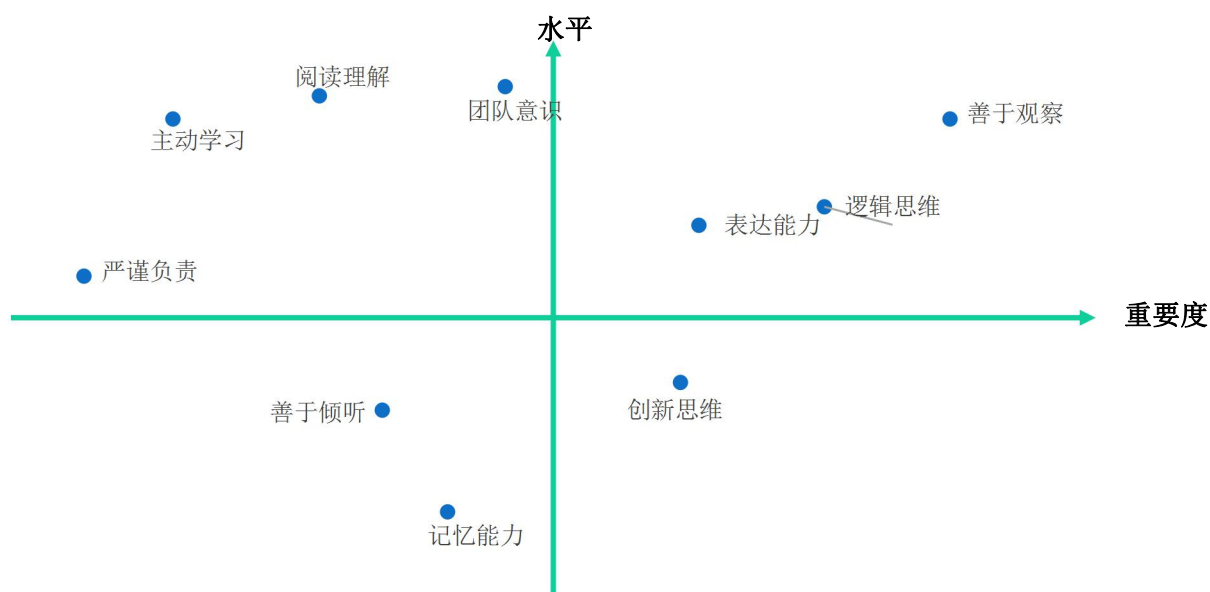 水平
阅读理解
团队意识
善于观察
主动学习
逻辑思维
表达能力
严谨负责
重要度
善于倾听
创新思维
记忆能力